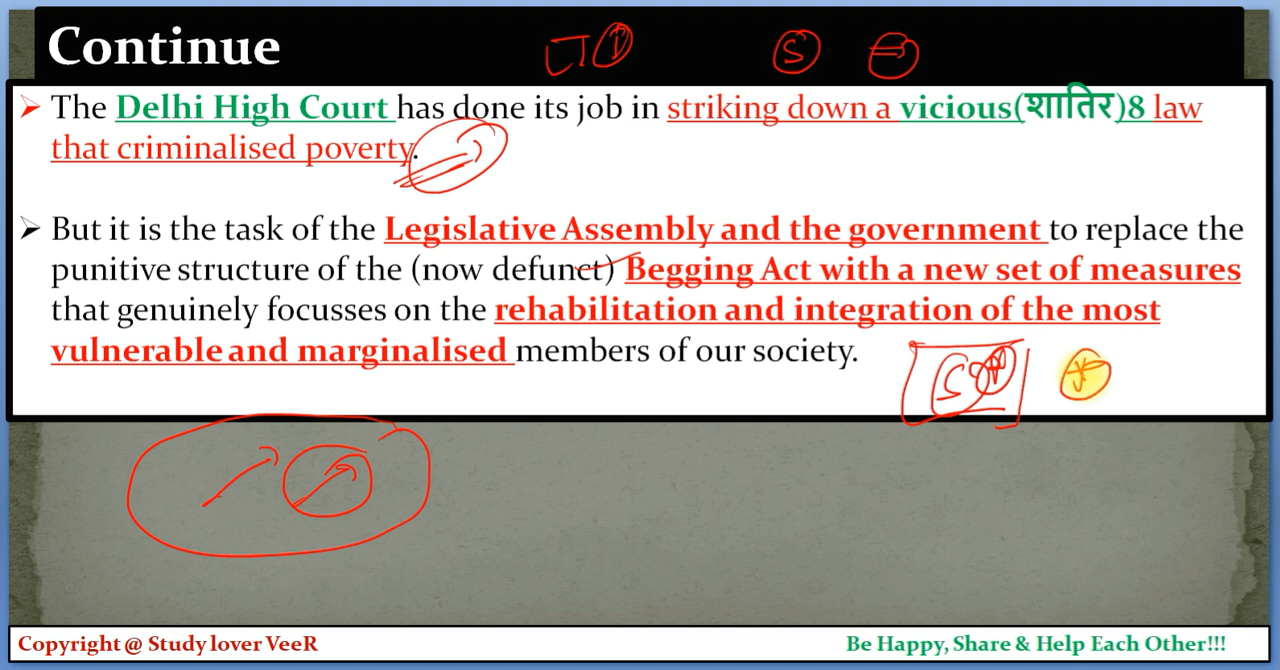 Continue
The Delhi High Court has done its job in striking down a vicious(शातिर)8 law
that criminalised poverty.
But it is the task of the Legislative Assembly and the government to replace the
punitive structure of the (now defunct) Begging Act with a new set of measures
that genuinely focusses on the rehabilitation and integration of the most
vulnerable and marginalised members of our society.
Copyright @ Study lover VeeR
Be Happy, Share & Help Each Other!!!